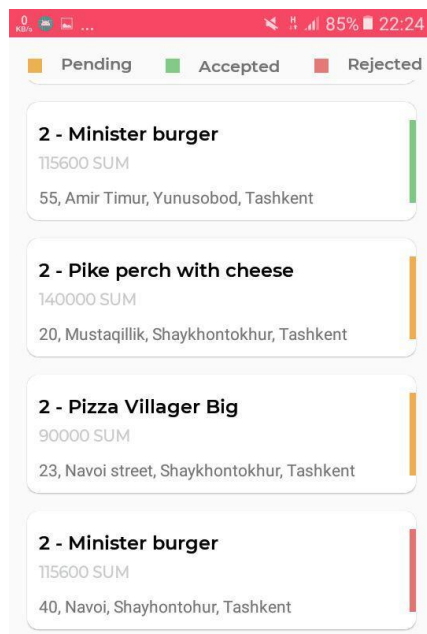 0
KB/s ... 85% 22:24
Pending Accepted Rejected
2 - Minister burger
115600 SUM
55, Amir Timur, Yunusobod, Tashkent
2 - Pike perch with cheese
140000 SUM
20, Mustaqillik, Shaykhontokhur, Tashkent
2 - Pizza Villager Big
90000 SUM
23, Navoi street, Shaykhontokhur, Tashkent
2 - Minister burger
115600 SUM
40, Navoi, Shayhontohur, Tashkent